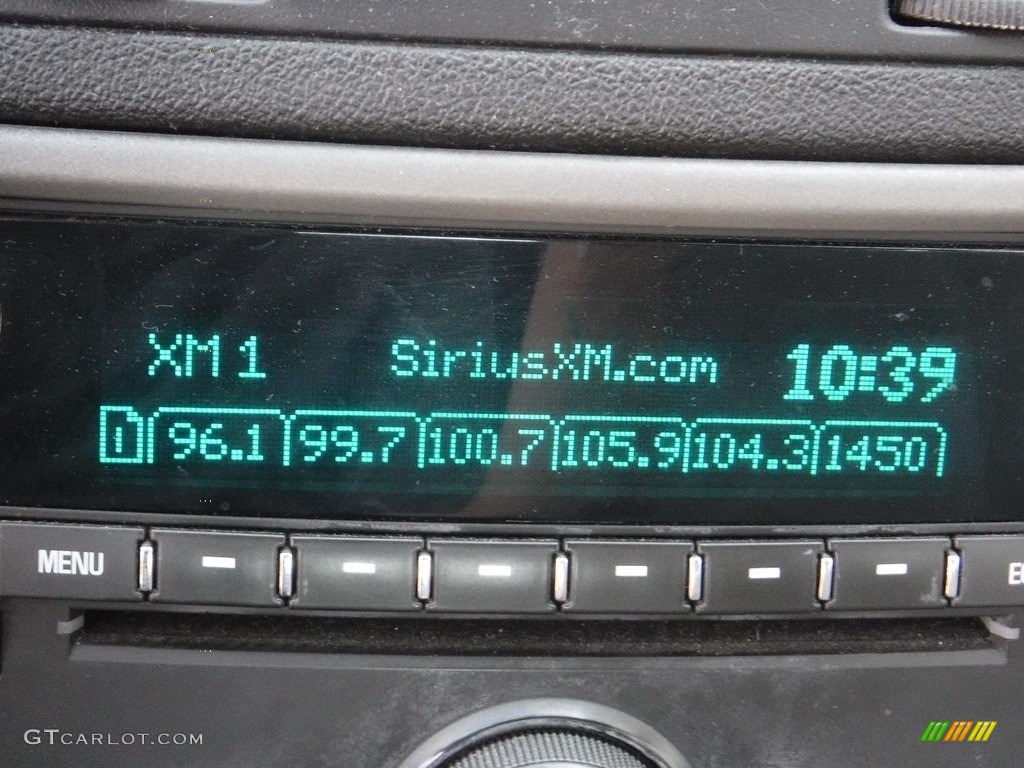 XM 1 SiriusXM.com 10:39
i 96.1 99.7 100.7 105.9 104.3 1450
MENU
GTCARLOT.COM